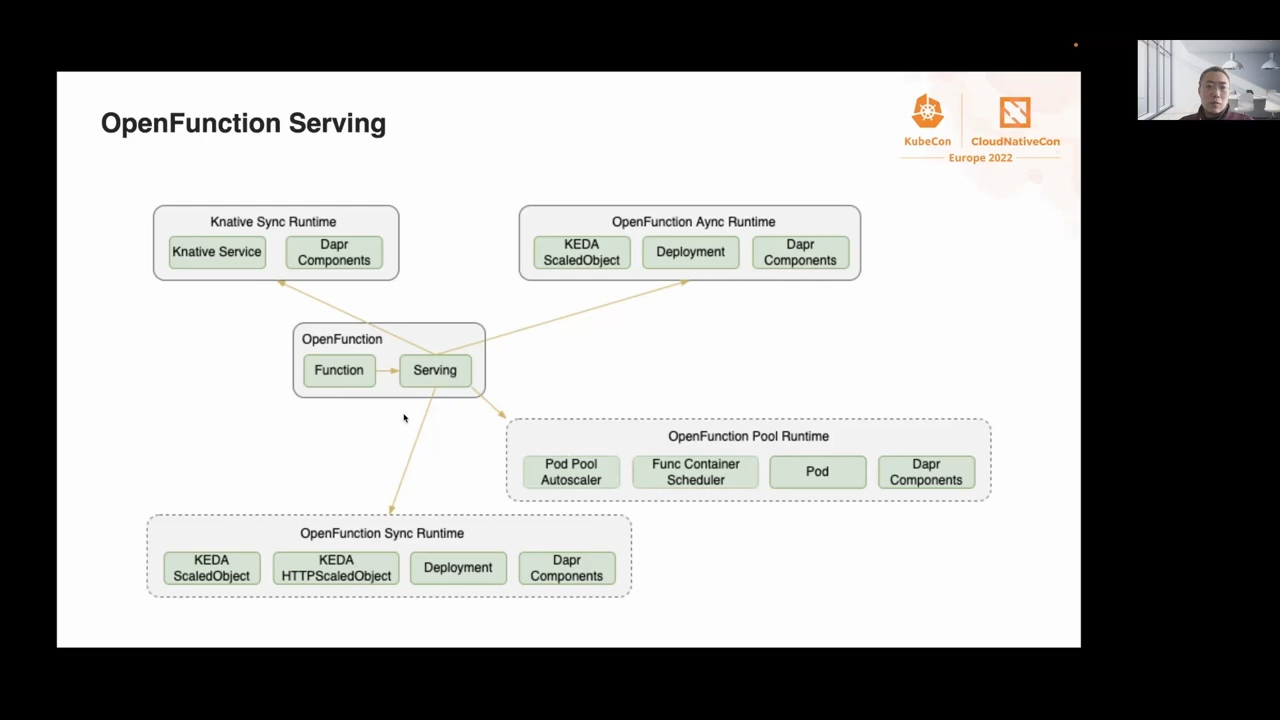 OpenFunction Serving
KubeCon
CloudNativeCon
Europe 2022
Knative Sync Runtime
Knative Service
Dapr
Components
OpenFunction Aync Runtime
KEDA
ScaledObject
Deployment
Dapr
Components
OpenFunction
Function
Serving
OpenFunction Pool Runtime
Pod Pool
Autoscaler
Func Container
Scheduler
Pod
Dapr
Components
OpenFunction Sync Runtime
KEDA
ScaledObject
KEDA
HTTPScaledObject
Deployment
Dapr
Components